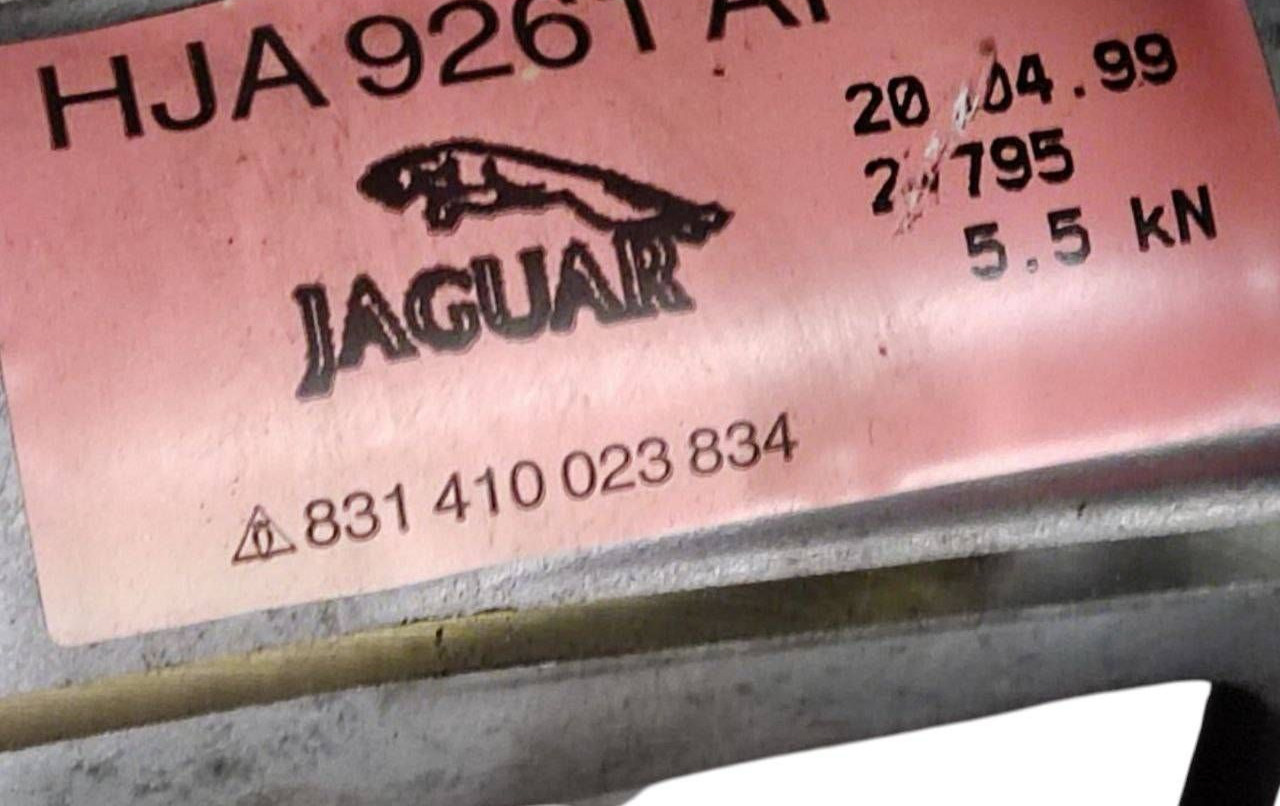 HJA 9261
20.04.99
795
5.5 kN
JAGUAR
831 410 023 834